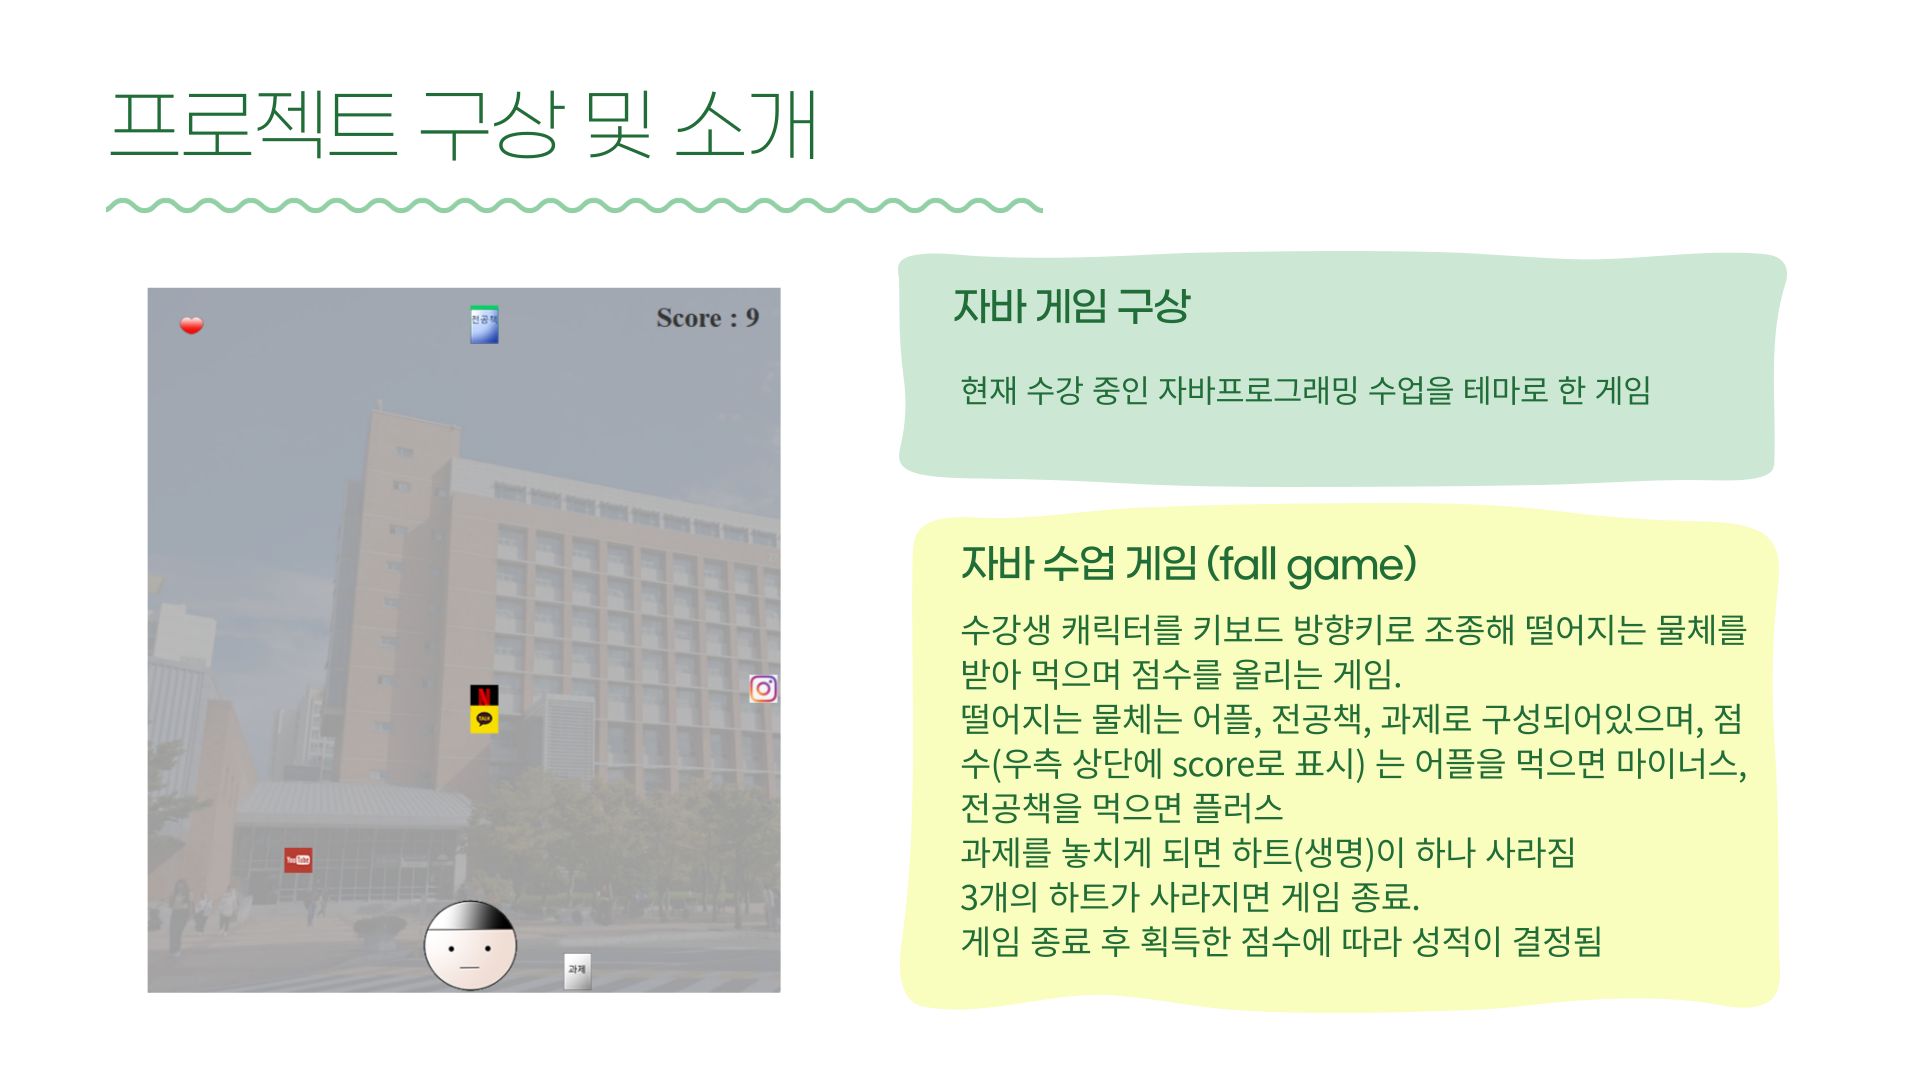 프로젝트 구상 및 소개
Score : 9
전공책
N
TALK
YouTube
과제
자바 게임 구상
현재 수강 중인 자바프로그래밍 수업을 테마로 한 게임
자바 수업 게임 (fall game)
수강생 캐릭터를 키보드 방향키로 조종해 떨어지는 물체를
받아 먹으며 점수를 올리는 게임.
떨어지는 물체는 어플, 전공책, 과제로 구성되어있으며, 점
수(우측 상단에 score로 표시) 는 어플을 먹으면 마이너스,
전공책을 먹으면 플러스
과제를 놓치게 되면 하트(생명)이 하나 사라짐
3개의 하트가 사라지면 게임 종료.
게임 종료 후 획득한 점수에 따라 성적이 결정됨